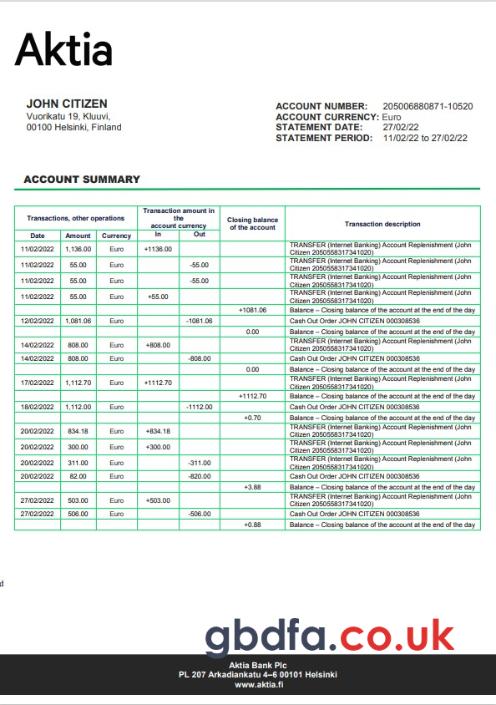 Aktia
JOHN CITIZEN
Vuorikatu 19, Kluuvi,
00100 Helsinki, Finland
ACCOUNT NUMBER: 205006880871-10520
ACCOUNT CURRENCY: Euro
STATEMENT DATE: 27/02/22
STATEMENT PERIOD: 11/02/22 to 27/02/22
ACCOUNT SUMMARY
Transactions, other operations
Transaction amount in
the
account currency
Closing balance
of the account
Transaction description
Date Amount Currency In Out
11/02/2022 1,136.00 Euro +1136.00 TRANSFER (Internet Banking) Account Replenishment (John
Citizen 2050558317341020)
11/02/2022 55.00 Euro -55.00 TRANSFER (Internet Banking) Account Replenishment (John
Citizen 2050558317341020)
11/02/2022 55.00 Euro -55.00 TRANSFER (Internet Banking) Account Replenishment (John
Citizen 2050558317341020)
11/02/2022 55.00 Euro +55.00 TRANSFER (Internet Banking) Account Replenishment (John
Citizen 2050558317341020)
+1081.06 Balance – Closing balance of the account at the end of the day
12/02/2022 1,081.06 Euro -1081.06 Cash Out Order JOHN CITIZEN 000308536
0.00 Balance – Closing balance of the account at the end of the day
14/02/2022 808.00 Euro +808.00 TRANSFER (Internet Banking) Account Replenishment (John
Citizen 2050558317341020)
14/02/2022 808.00 Euro -808.00 Cash Out Order JOHN CITIZEN 000308536
0.00 Balance – Closing balance of the account at the end of the day
17/02/2022 1,112.70 Euro +1112.70 TRANSFER (Internet Banking) Account Replenishment (John
Citizen 2050558317341020)
+1112.70 Balance – Closing balance of the account at the end of the day
18/02/2022 1,112.00 Euro -1112.00 Cash Out Order JOHN CITIZEN 000308536
+0.70 Balance – Closing balance of the account at the end of the day
20/02/2022 834.18 Euro +834.18 TRANSFER (Internet Banking) Account Replenishment (John
Citizen 2050558317341020)
20/02/2022 300.00 Euro +300.00 TRANSFER (Internet Banking) Account Replenishment (John
Citizen 2050558317341020)
20/02/2022 311.00 Euro -311.00 TRANSFER (Internet Banking) Account Replenishment (John
Citizen 2050558317341020)
20/02/2022 82.00 Euro -820.00 Cash Out Order JOHN CITIZEN 000308536
+3.88 Balance – Closing balance of the account at the end of the day
27/02/2022 503.00 Euro +503.00 TRANSFER (Internet Banking) Account Replenishment (John
Citizen 2050558317341020)
27/02/2022 506.00 Euro -506.00 Cash Out Order JOHN CITIZEN 000308536
+0.88 Balance – Closing balance of the account at the end of the day
d
gbdfa.co.uk
Aktia Bank Plc
PL 207 Arkadiankatu 4–6 00101 Helsinki
www.aktia.fi